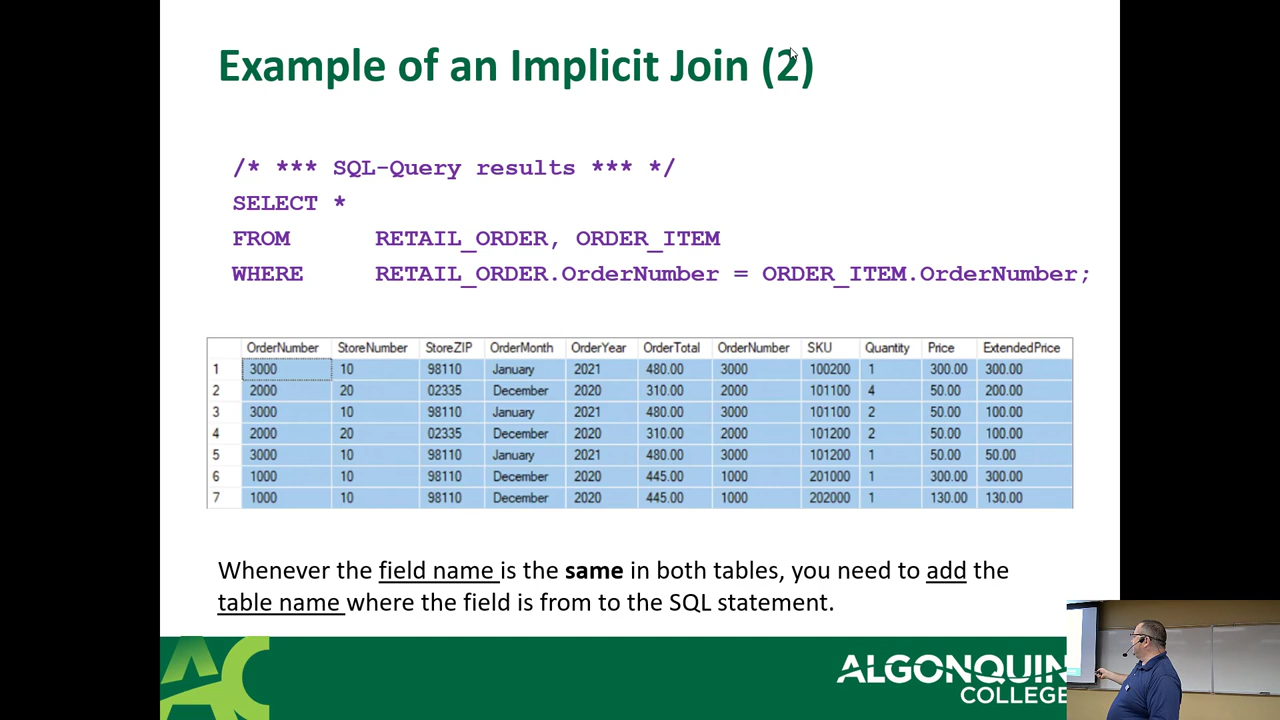 Example of an Implicit Join (2)
/* *** SQL-Query results *** */
SELECT *
FROM RETAIL_ORDER, ORDER_ITEM
WHERE RETAIL_ORDER.OrderNumber = ORDER_ITEM.OrderNumber;
OrderNumber StoreNumber StoreZIP OrderMonth OrderYear OrderTotal OrderNumber SKU Quantity Price ExtendedPrice
1 3000 10 98110 January 2021 480.00 3000 100200 1 300.00 300.00
2 2000 20 02335 December 2020 310.00 2000 101100 4 50.00 200.00
3 3000 10 98110 January 2021 480.00 3000 101100 2 50.00 100.00
4 2000 20 02335 December 2020 310.00 2000 101200 2 50.00 100.00
5 3000 10 98110 January 2021 480.00 3000 101200 1 50.00 50.00
6 1000 10 98110 December 2020 445.00 1000 201000 1 300.00 300.00
7 1000 10 98110 December 2020 445.00 1000 202000 1 130.00 130.00
Whenever the field name is the same in both tables, you need to add the
table name where the field is from to the SQL statement.
AC
ALGONQUIN
COLLEGE